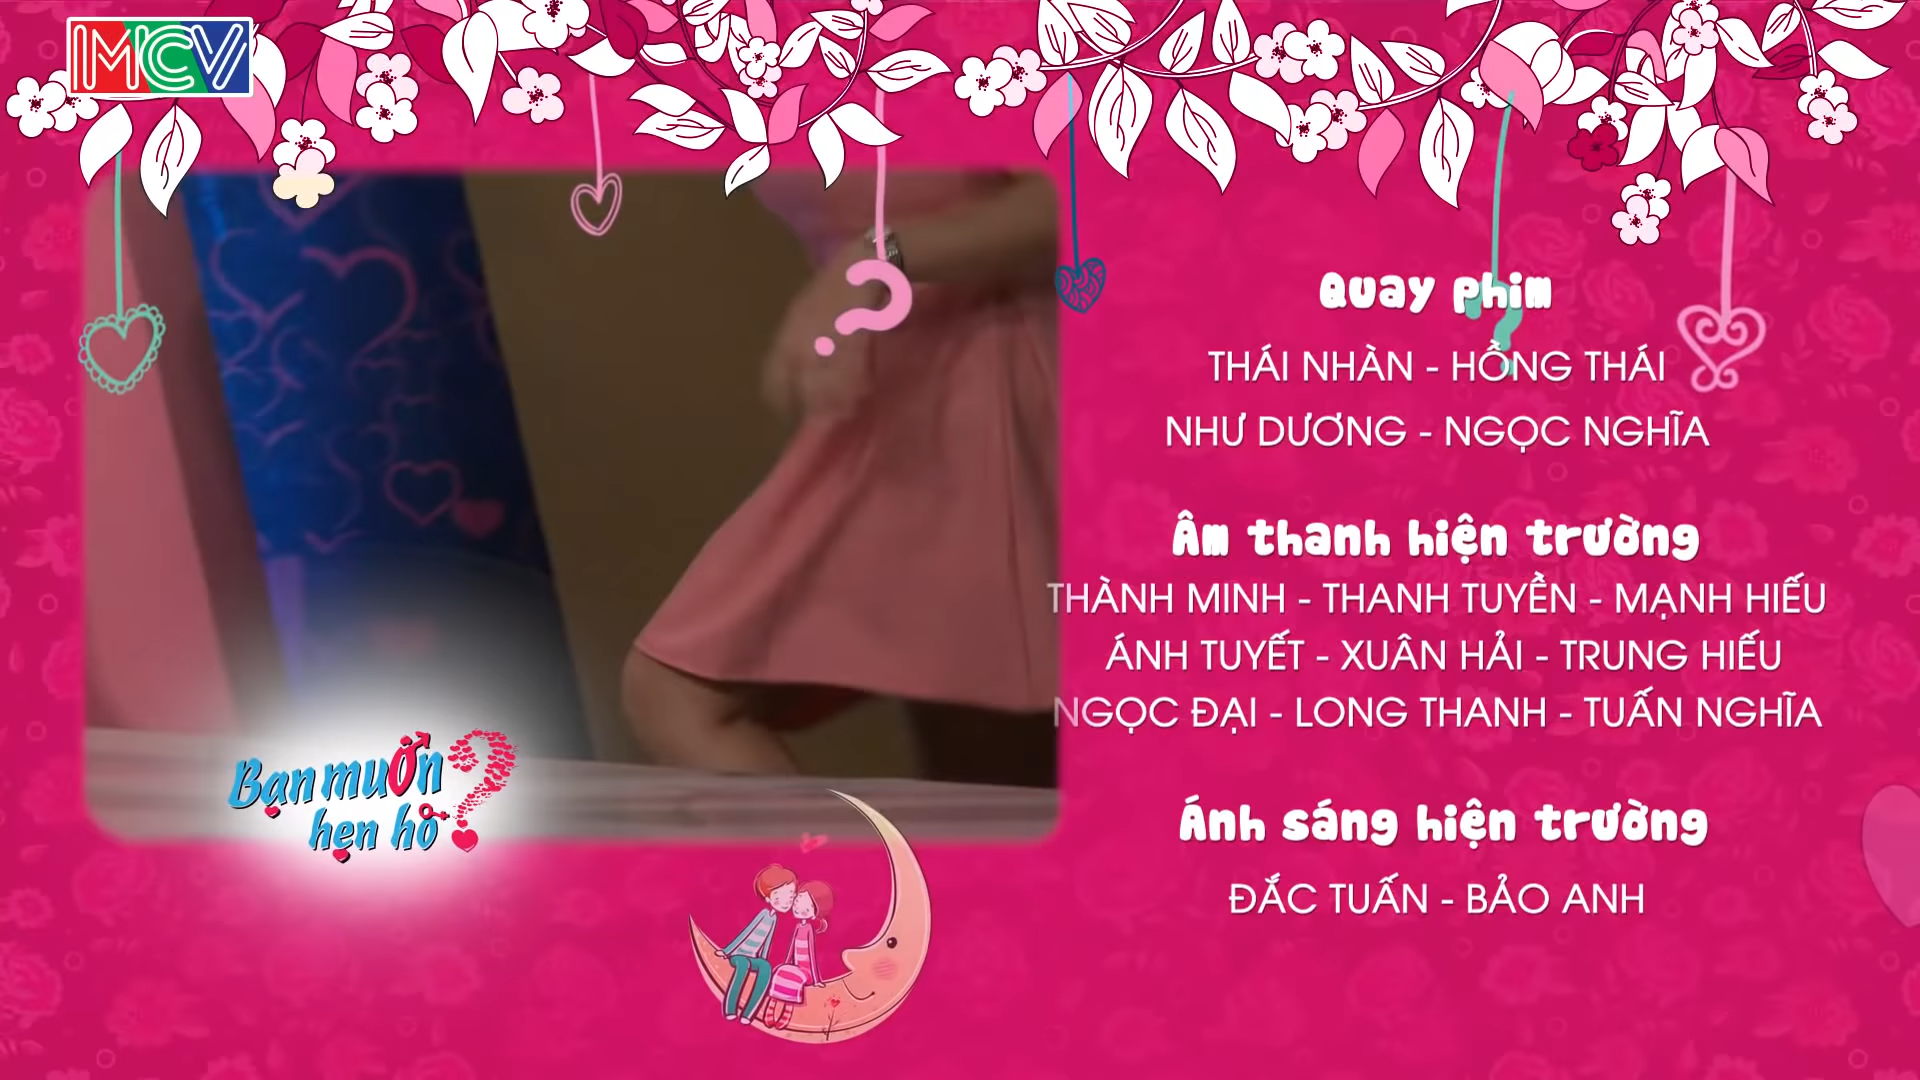 MCV
Quay phim
THÁI NHÀN - HỒNG THÁI
NHƯ DƯƠNG - NGỌC NGHĨA
Âm thanh hiện trường
THÀNH MINH - THANH TUYỀN - MẠNH HIẾU
ÁNH TUYẾT - XUÂN HẢI - TRUNG HIẾU
NGỌC ĐẠI - LONG THANH - TUẤN NGHĨA
Ánh sáng hiện trường
ĐẮC TUẤN - BẢO ANH
Bạn muốn
hẹn hò ?